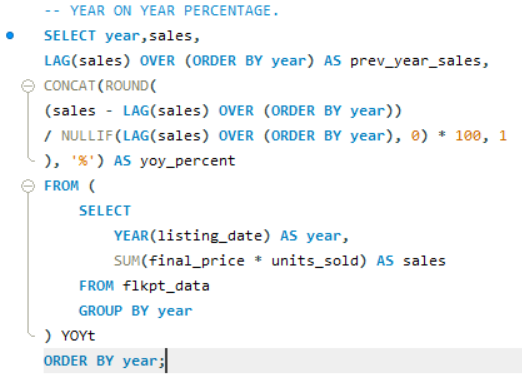 -- YEAR ON YEAR PERCENTAGE.
SELECT year,sales,
LAG(sales) OVER (ORDER BY year) AS prev_year_sales,
CONCAT(ROUND(
(sales - LAG(sales) OVER (ORDER BY year))
/ NULLIF(LAG(sales) OVER (ORDER BY year), 0) * 100, 1
), '%') AS yoy_percent
FROM (
    SELECT
        YEAR(listing_date) AS year,
        SUM(final_price * units_sold) AS sales
    FROM flkpt_data
    GROUP BY year
) YOYt
ORDER BY year;